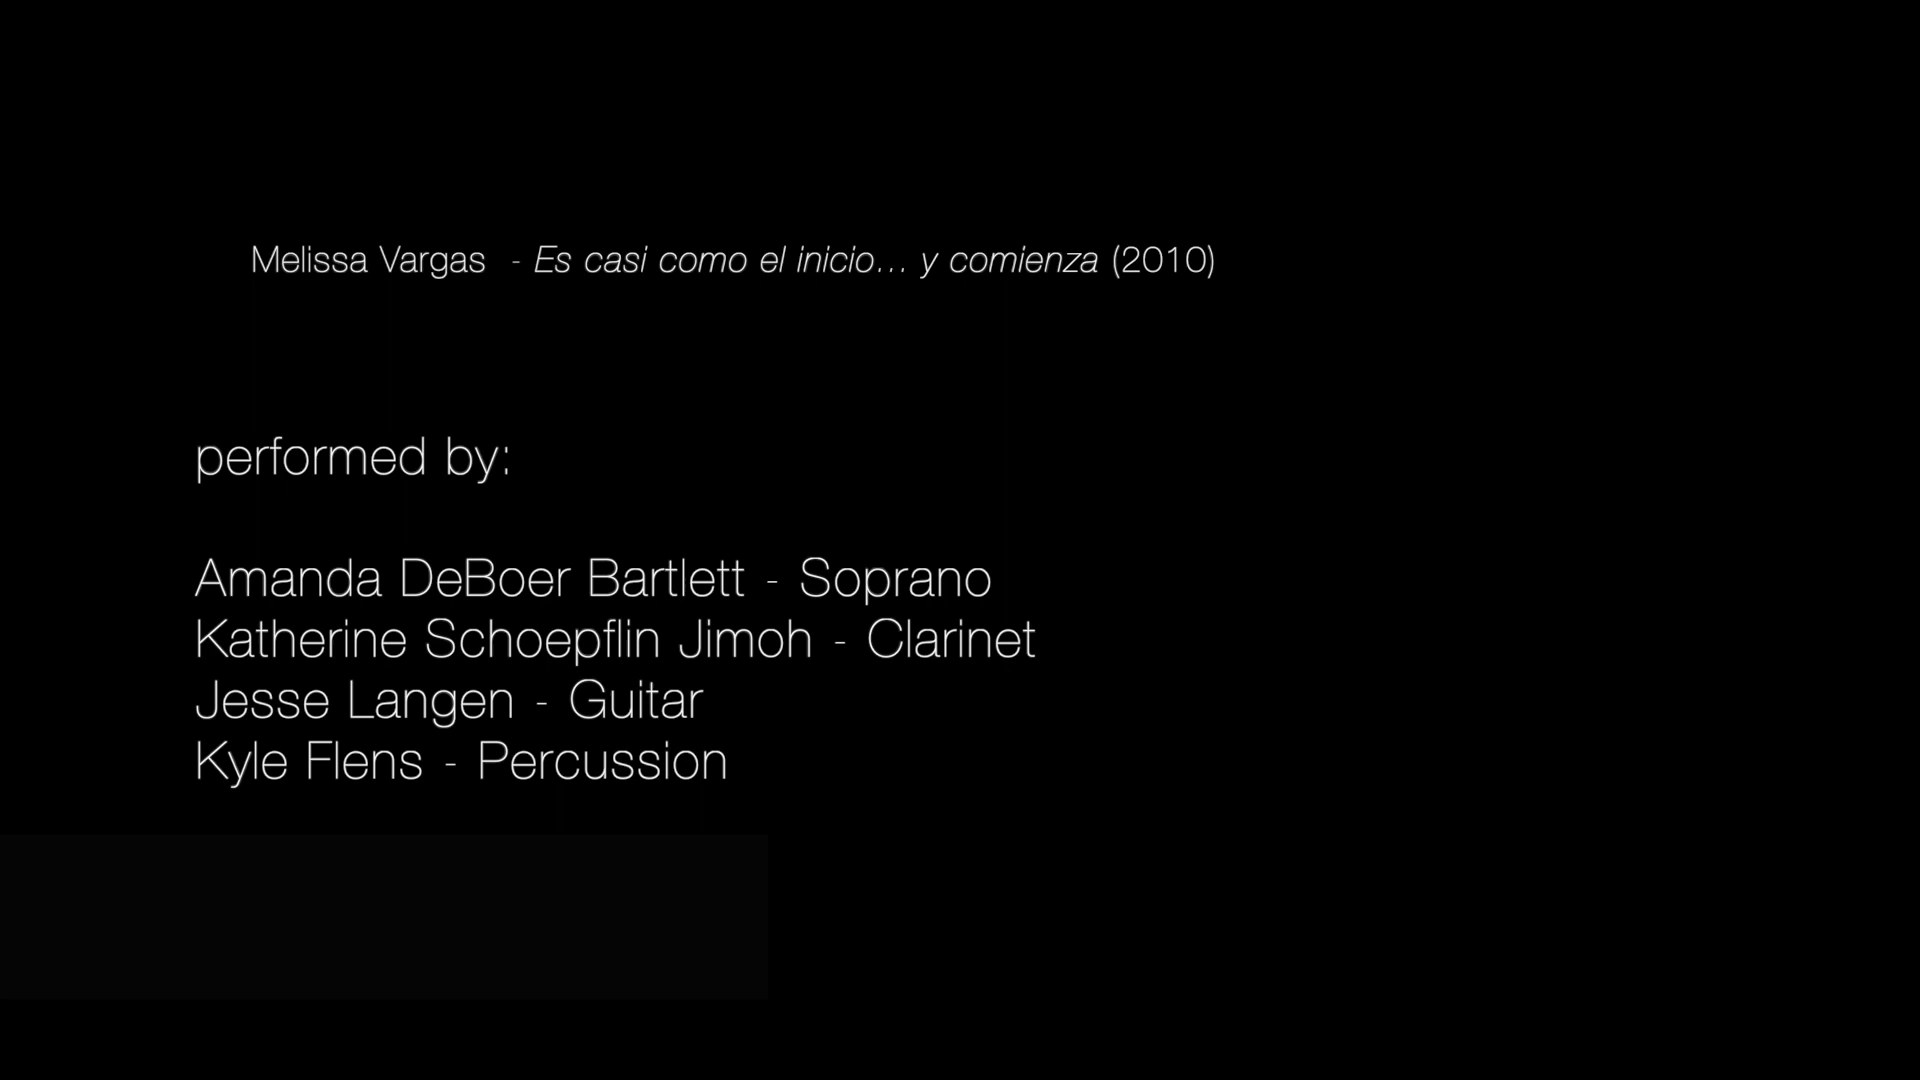 Melissa Vargas - Es casi como el inicio... y comienza (2010)
performed by:
Amanda DeBoer Bartlett - Soprano
Katherine Schoepflin Jimoh - Clarinet
Jesse Langen - Guitar
Kyle Flens - Percussion